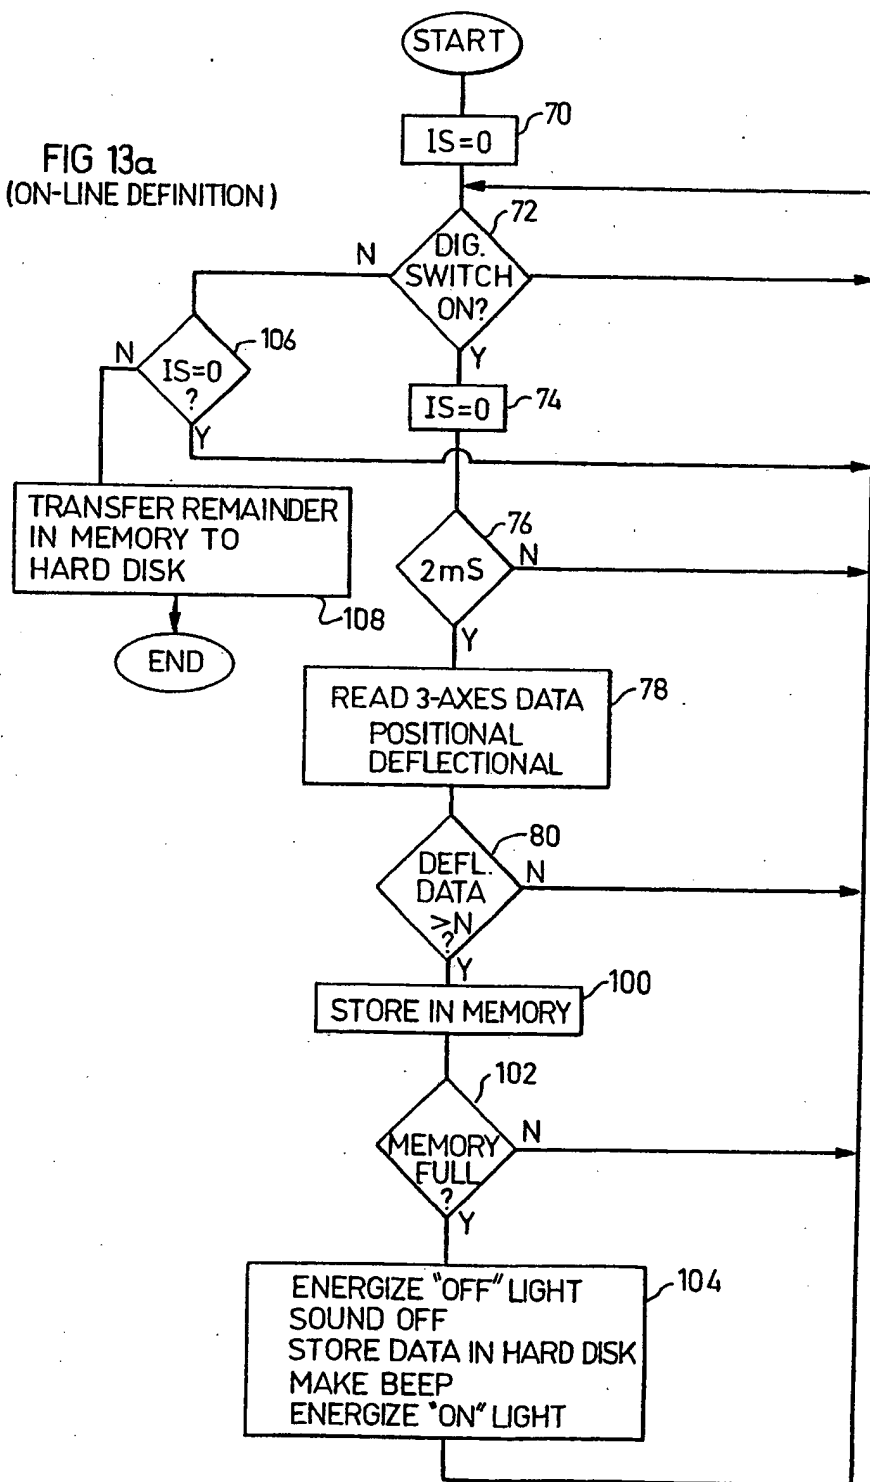 START
70
IS=0
FIG 13a
(ON-LINE DEFINITION)
72
N
DIG.
SWITCH
ON?
Y
106
N
IS=0
?
Y
IS=0
74
TRANSFER REMAINDER
IN MEMORY TO
HARD DISK
108
END
76
2mS
N
Y
READ 3-AXES DATA
POSITIONAL
DEFLECTIONAL
78
80
DEFL.
DATA
>N
?
N
Y
STORE IN MEMORY
100
102
MEMORY
FULL
?
N
Y
ENERGIZE "OFF" LIGHT
SOUND OFF
STORE DATA IN HARD DISK
MAKE BEEP
ENERGIZE "ON" LIGHT
104